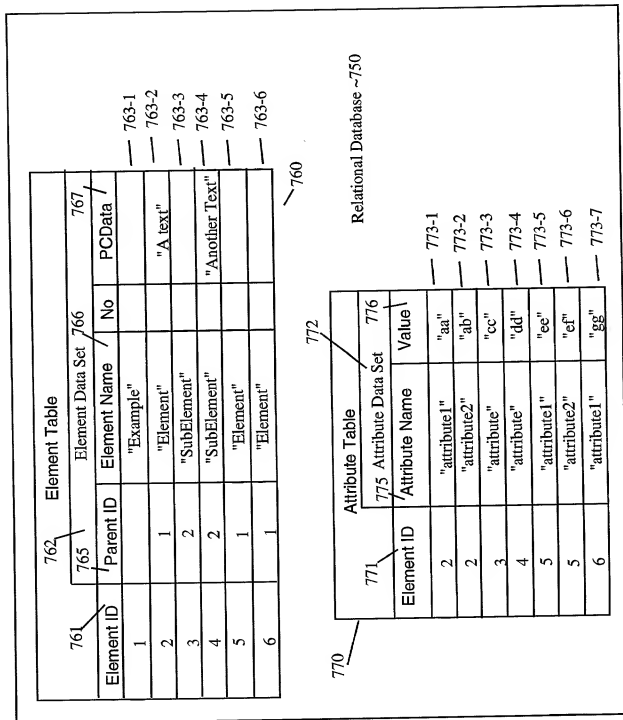 Element Table
762
Element Data Set 766 767
761 765
Element ID Parent ID Element Name No PCData
1 "Example" 763-1
2 1 "Element" "A text" 763-2
3 2 "SubElement" 763-3
4 2 "SubElement" "Another Text" 763-4
5 1 "Element" 763-5
6 1 "Element" 763-6
760
Relational Database ~750
770
Attribute Table 772
771 775 Attribute Data Set 776
Element ID Attribute Name Value
2 "attribute1" "aa" 773-1
2 "attribute2" "ab" 773-2
3 "attribute" "cc" 773-3
4 "attribute" "dd" 773-4
5 "attribute1" "ee" 773-5
5 "attribute2" "ef" 773-6
6 "attribute1" "gg" 773-7